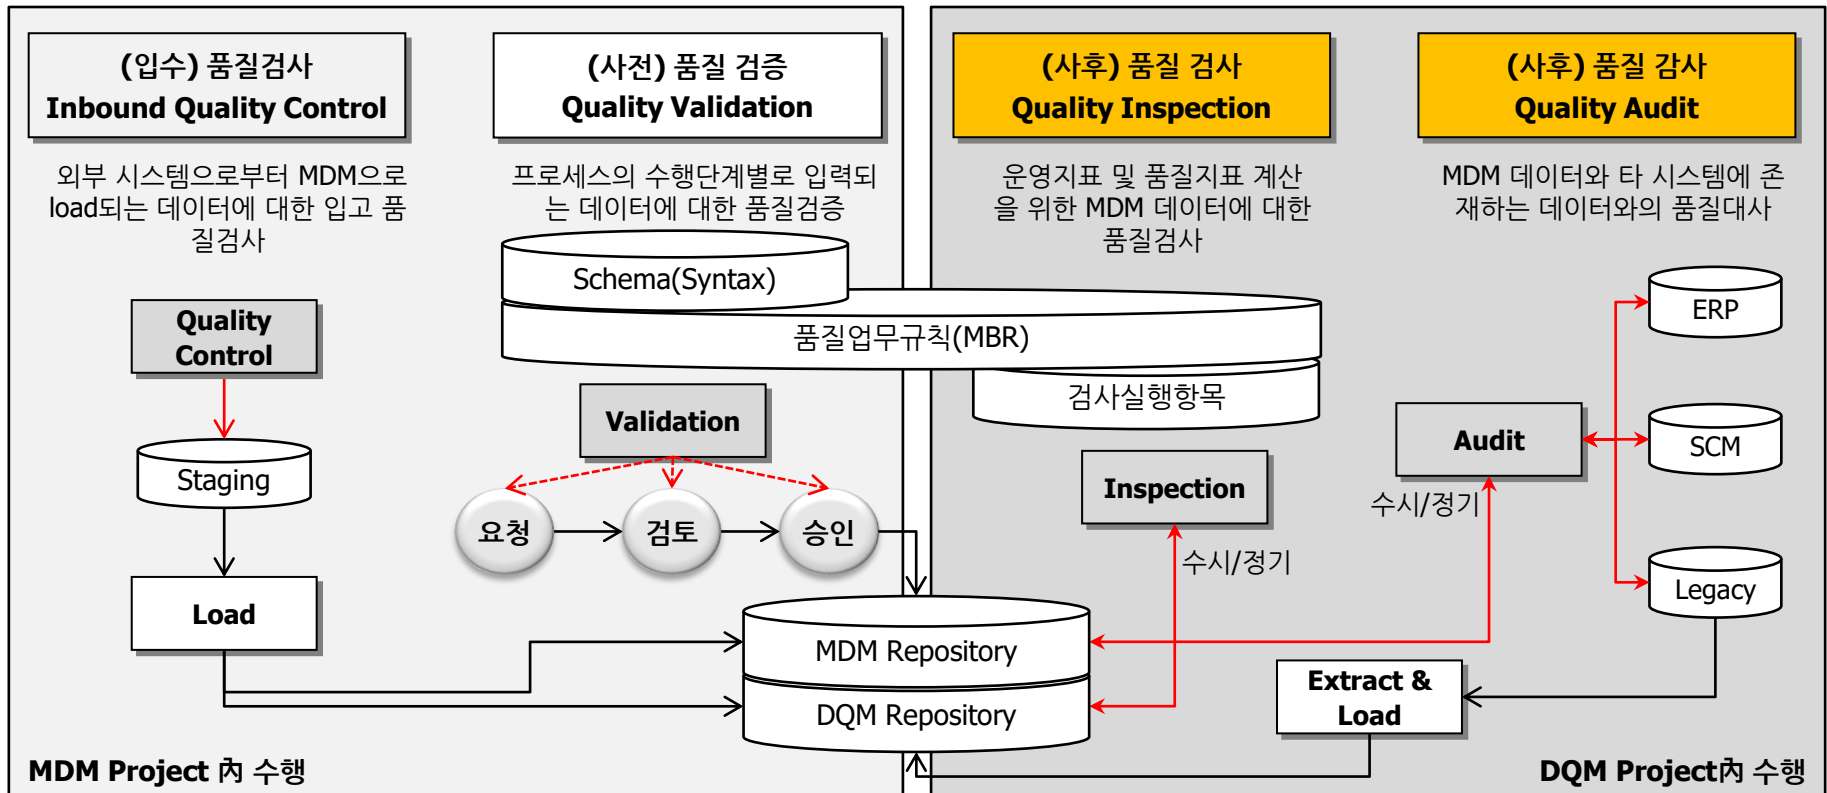 (입수) 품질검사
Inbound Quality Control
외부 시스템으로부터 MDM으로
load되는 데이터에 대한 입고 품
질검사
Quality
Control
Staging
Load
(사전) 품질 검증
Quality Validation
프로세스의 수행단계별로 입력되
는 데이터에 대한 품질검증
Schema(Syntax)
품질업무규칙(MBR)
검사실행항목
Validation
요청
검토
승인
MDM Repository
DQM Repository
(사후) 품질 검사
Quality Inspection
운영지표 및 품질지표 계산
을 위한 MDM 데이터에 대한
품질검사
Inspection
수시/정기
(사후) 품질 감사
Quality Audit
MDM 데이터와 타 시스템에 존
재하는 데이터와의 품질대사
Audit
수시/정기
ERP
SCM
Legacy
Extract &
Load
MDM Project 內 수행
DQM Project內 수행